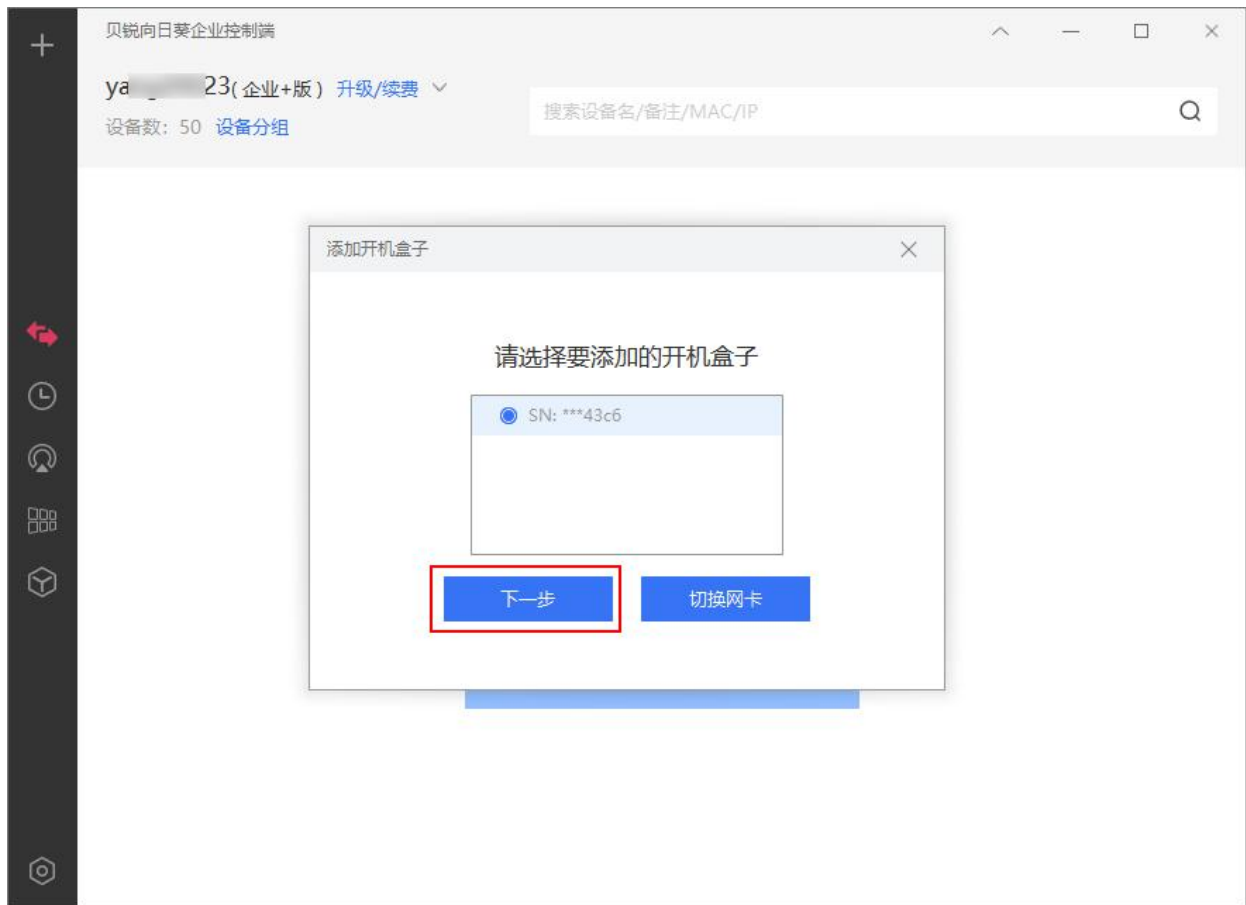 贝锐向日葵企业控制端
ya 23(企业+版) 升级/续费
搜索设备名/备注/MAC/IP
设备数: 50 设备分组
添加开机盒子
请选择要添加的开机盒子
SN: ***43c6
下一步 切换网卡